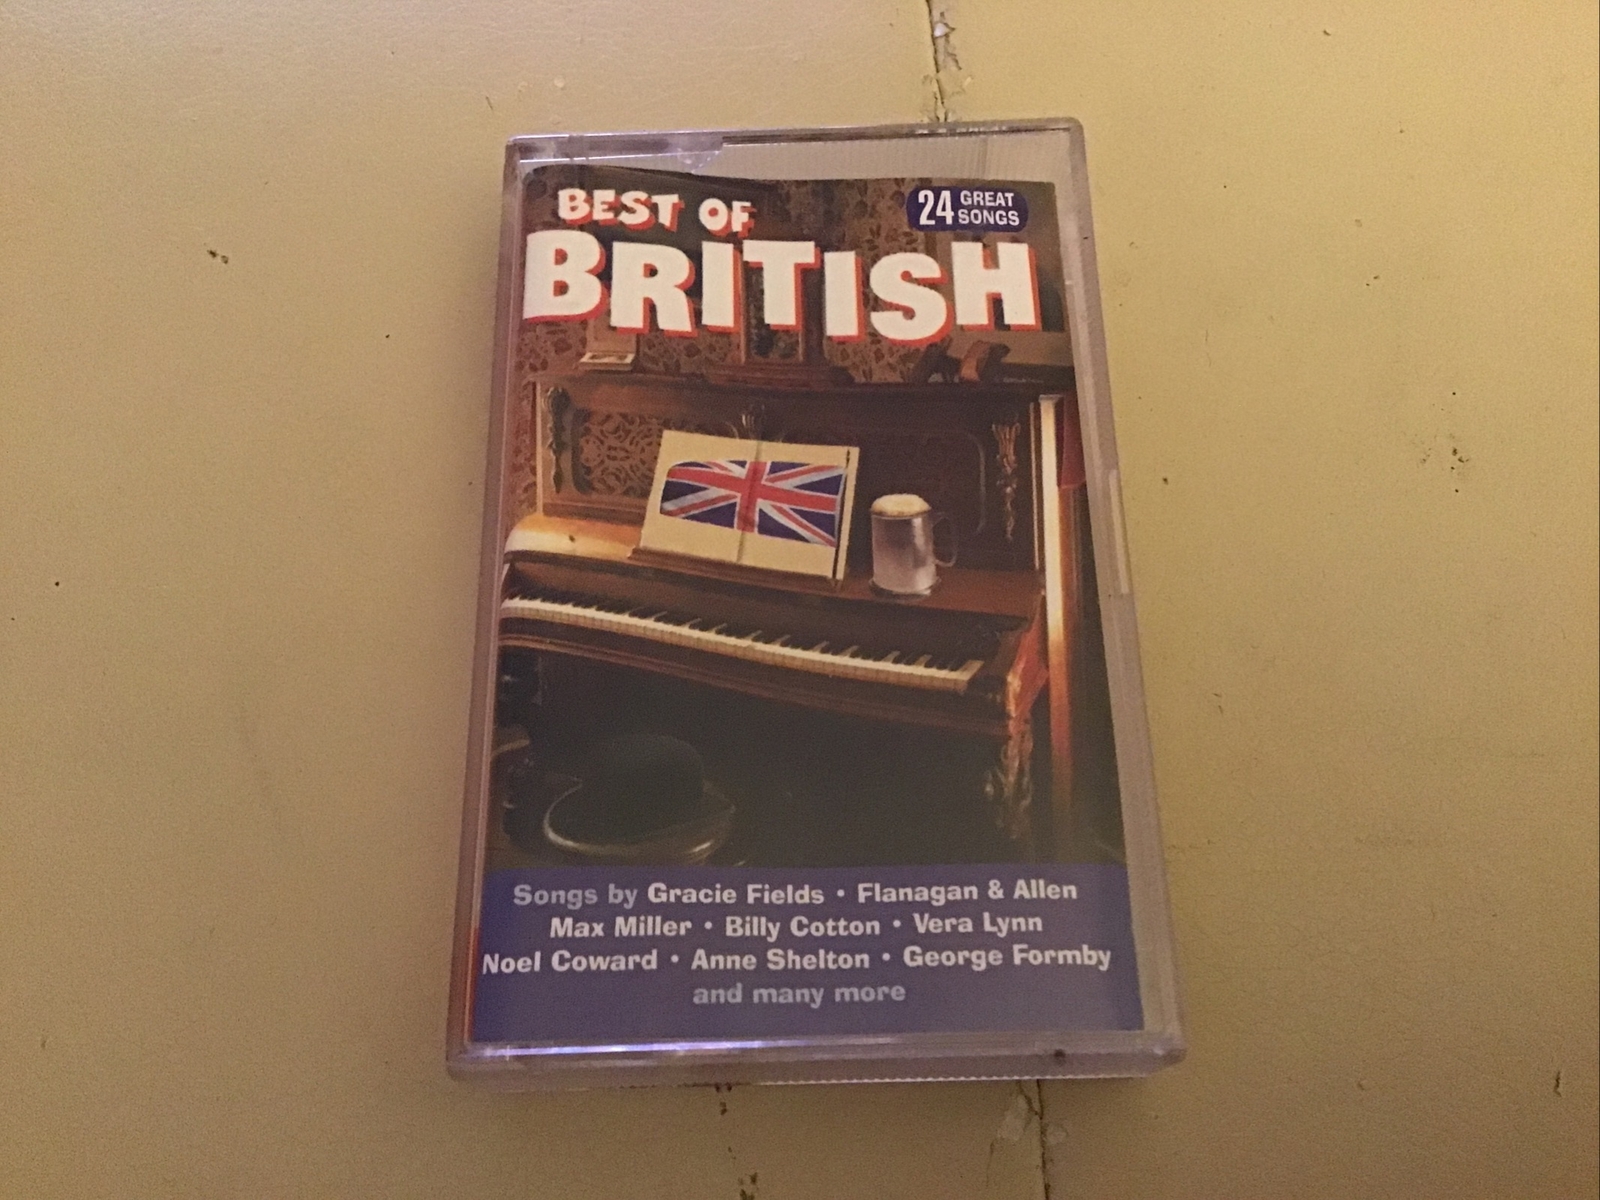 BEST OF
BRITISH
24 GREAT
SONGS
Songs by Gracie Fields • Flanagan & Allen
Max Miller • Billy Cotton • Vera Lynn
Noel Coward • Anne Shelton • George Formby
and many more